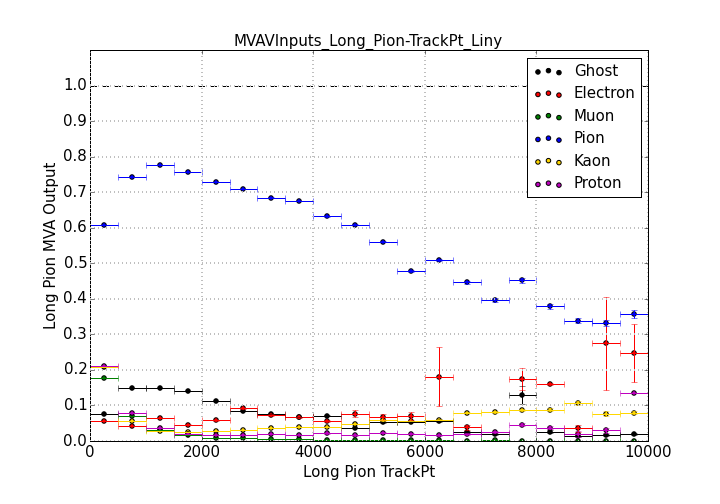 MVAVInputs_Long_Pion-TrackPt_Liny
1.0
0.9
0.8
0.7
0.6
0.5
0.4
0.3
0.2
0.1
0.0
Long Pion MVA Output
Ghost
Electron
Muon
Pion
Kaon
Proton
0 2000 4000 6000 8000 10000
Long Pion TrackPt